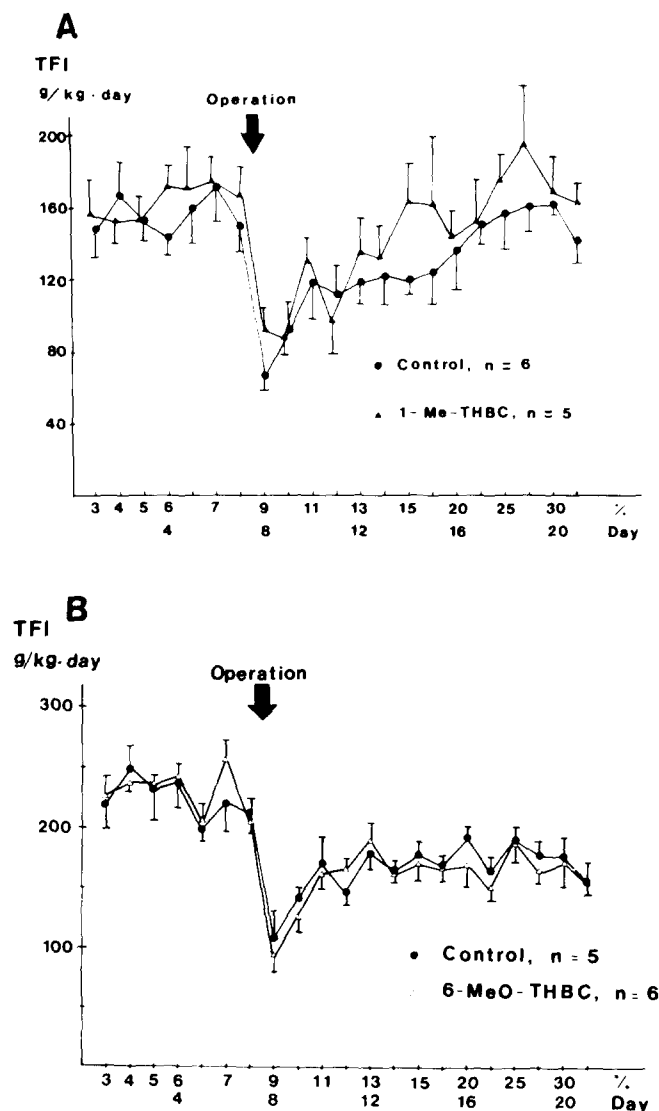 A
TFI
g/kg·day
Operation
200
160
120
80
40
Control, n = 6
1-Me-THBC, n = 5
3 4 5 6 7 9 11 13 15 20 25 30 %.
4 8 12 16 20 Day
B
TFI
g/kg·day
Operation
300
200
100
Control, n = 5
6-MeO-THBC, n = 6
3 4 5 6 7 9 11 13 15 20 25 30 %.
4 8 12 16 20 Day